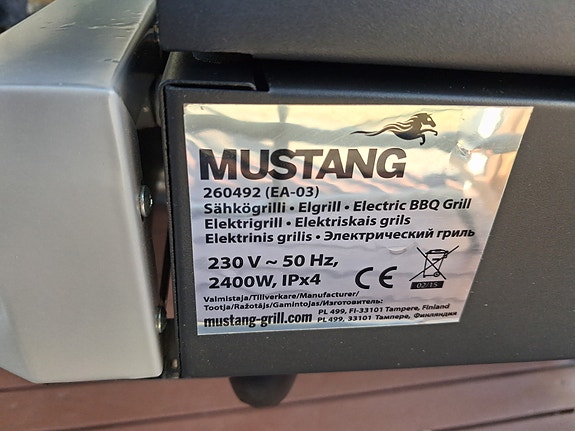 MUSTANG
260492 (EA-03)
Sähkögrilli • Elgrill • Electric BBQ Grill
Elektrigrill • Elektriskais grils
Elektrinis grilis • Электрический гриль
230 V ~ 50 Hz,
2400W, IPx4
CE
02/15
Valmistaja/Tillverkare/Manufacturer/
Tootja/Ražotājs/Gamintojas/Изготовитель:
mustang-grill.com
PL 499, FI-33101 Tampere, Finland
PL 499, 33101 Тампере, Финляндия